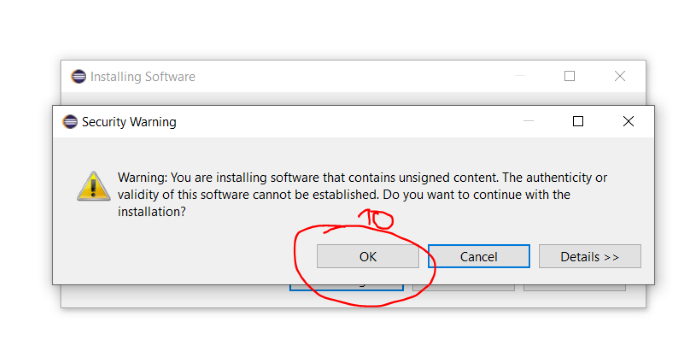 Installing Software
Security Warning
Warning: You are installing software that contains unsigned content. The authenticity or
validity of this software cannot be established. Do you want to continue with the
installation?
10
OK
Cancel
Details >>